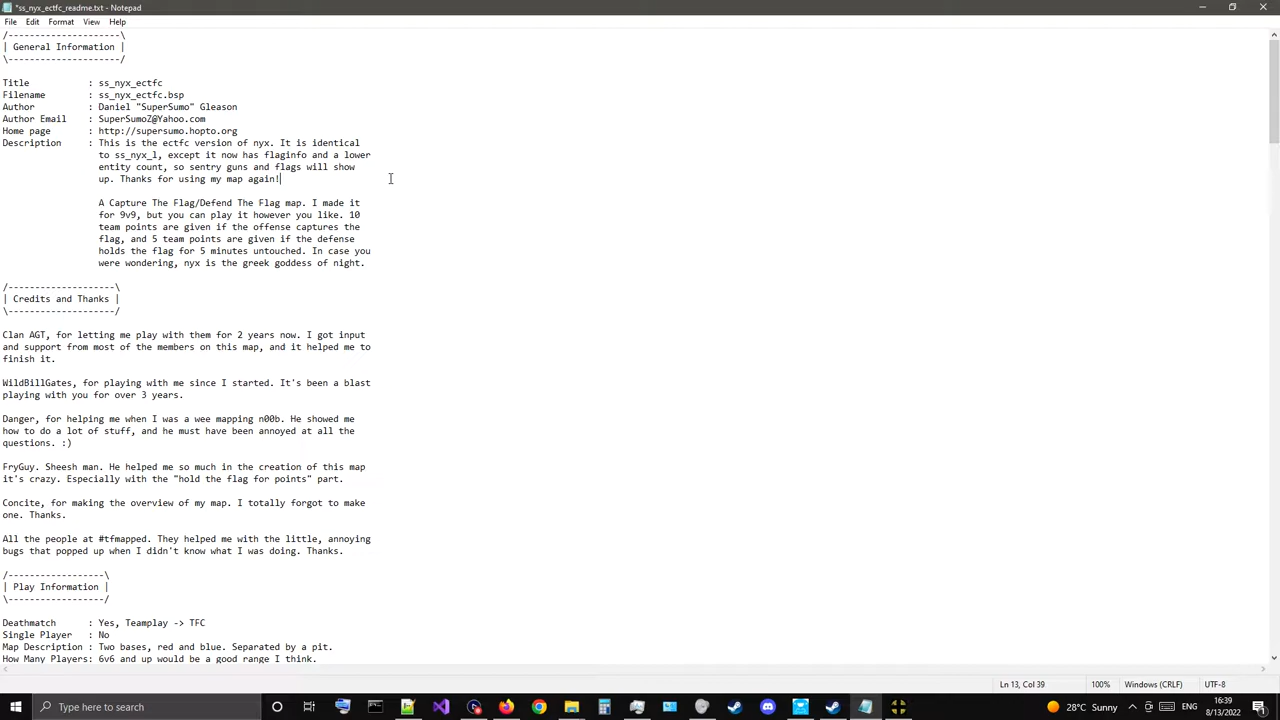 *ss_nyx_ectfc_readme.txt - Notepad
File Edit Format View Help
/---------------------\
| General Information |
\---------------------/
Title : ss_nyx_ectfc
Filename : ss_nyx_ectfc.bsp
Author : Daniel "SuperSumo" Gleason
Author Email : SuperSumoZ@Yahoo.com
Home page : http://supersumo.hopto.org
Description : This is the ectfc version of nyx. It is identical
to ss_nyx_l, except it now has flaginfo and a lower
entity count, so sentry guns and flags will show
up. Thanks for using my map again!
A Capture The Flag/Defend The Flag map. I made it
for 9v9, but you can play it however you like. 10
team points are given if the offense captures the
flag, and 5 team points are given if the defense
holds the flag for 5 minutes untouched. In case you
were wondering, nyx is the greek goddess of night.
/--------------------\
| Credits and Thanks |
\--------------------/
Clan AGT, for letting me play with them for 2 years now. I got input
and support from most of the members on this map, and it helped me to
finish it.
WildBillGates, for playing with me since I started. It's been a blast
playing with you for over 3 years.
Danger, for helping me when I was a wee mapping n00b. He showed me
how to do a lot of stuff, and he must have been annoyed at all the
questions. :)
FryGuy. Sheesh man. He helped me so much in the creation of this map
it's crazy. Especially with the "hold the flag for points" part.
Concite, for making the overview of my map. I totally forgot to make
one. Thanks.
All the people at #tfmapped. They helped me with the little, annoying
bugs that popped up when I didn't know what I was doing. Thanks.
/------------------\
| Play Information |
\------------------/
Deathmatch : Yes, Teamplay -> TFC
Single Player : No
Map Description : Two bases, red and blue. Separated by a pit.
How Many Players: 6v6 and up would be a good range I think.
Ln 13, Col 39 100% Windows (CRLF) UTF-8
Type here to search 28°C Sunny ENG 16:39 8/13/2022